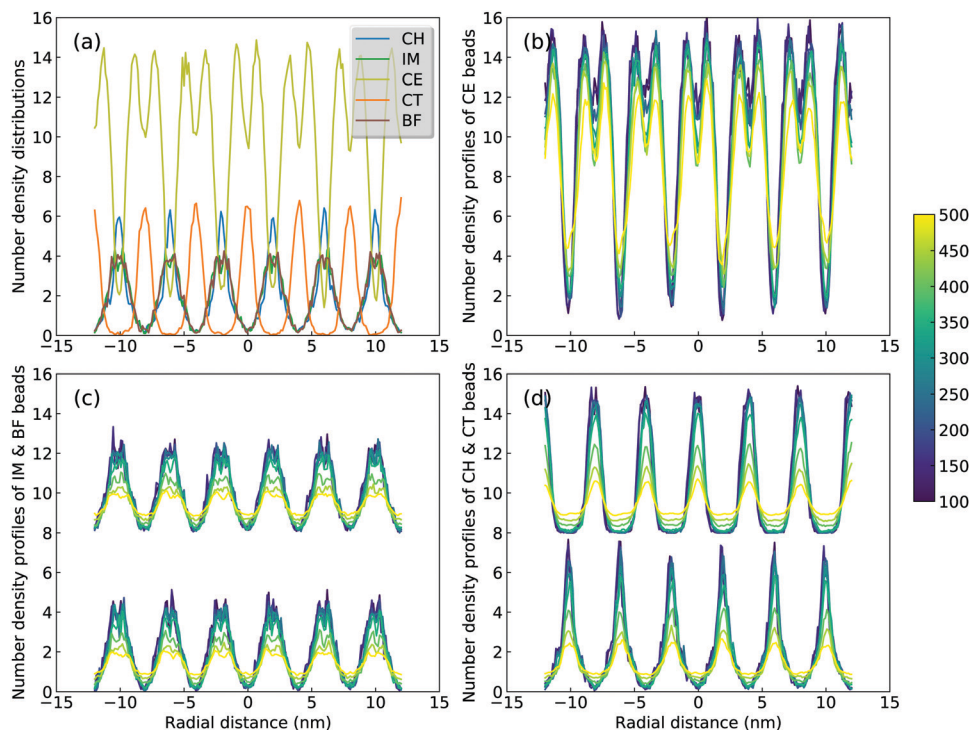 (a)
CH
IM
CE
CT
BF
Number density distributions
16
14
12
10
8
6
4
2
0
−15 −10 −5 0 5 10 15
(b)
Number density profiles of CE beads
16
14
12
10
8
6
4
2
0
−15 −10 −5 0 5 10 15
(c)
Number density profiles of IM & BF beads
16
14
12
10
8
6
4
2
0
−15 −10 −5 0 5 10 15
Radial distance (nm)
(d)
Number density profiles of CH & CT beads
16
14
12
10
8
6
4
2
0
−15 −10 −5 0 5 10 15
Radial distance (nm)
500
450
400
350
300
250
200
150
100